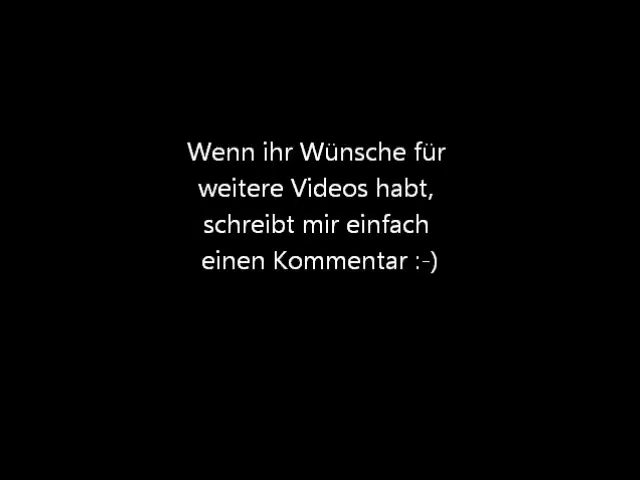 Wenn ihr Wünsche für
weitere Videos habt,
schreibt mir einfach
einen Kommentar :-)